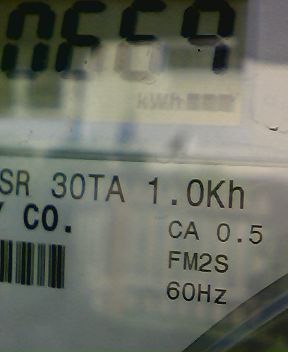 kWh
SR 30TA 1.0Kh
Y CO.
CA 0.5
FM2S
60Hz